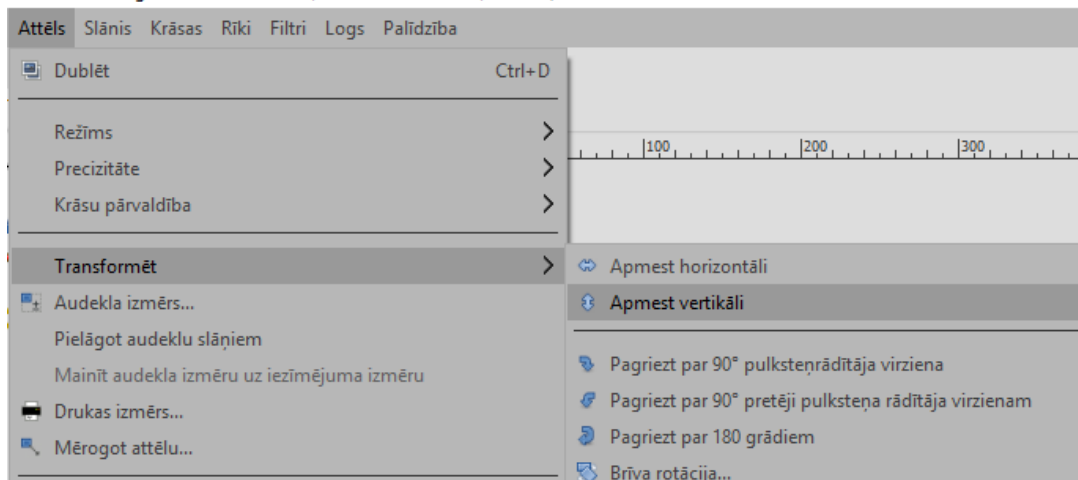 Attēls Slānis Krāsas Rīki Filtri Logs Palīdzība
Dublēt Ctrl+D
Režīms
Precizitāte
Krāsu pārvaldība
100 200 300
Transformēt
Audekla izmērs...
Pielāgot audeklu slāņiem
Mainīt audekla izmēru uz iezīmējuma izmēru
Drukas izmērs...
Mērogot attēlu...
Apmest horizontāli
Apmest vertikāli
Pagriezt par 90° pulksteņrādītāja virziena
Pagriezt par 90° pretēji pulksteņa rādītāja virzienam
Pagriezt par 180 grādiem
Brīva rotācija...